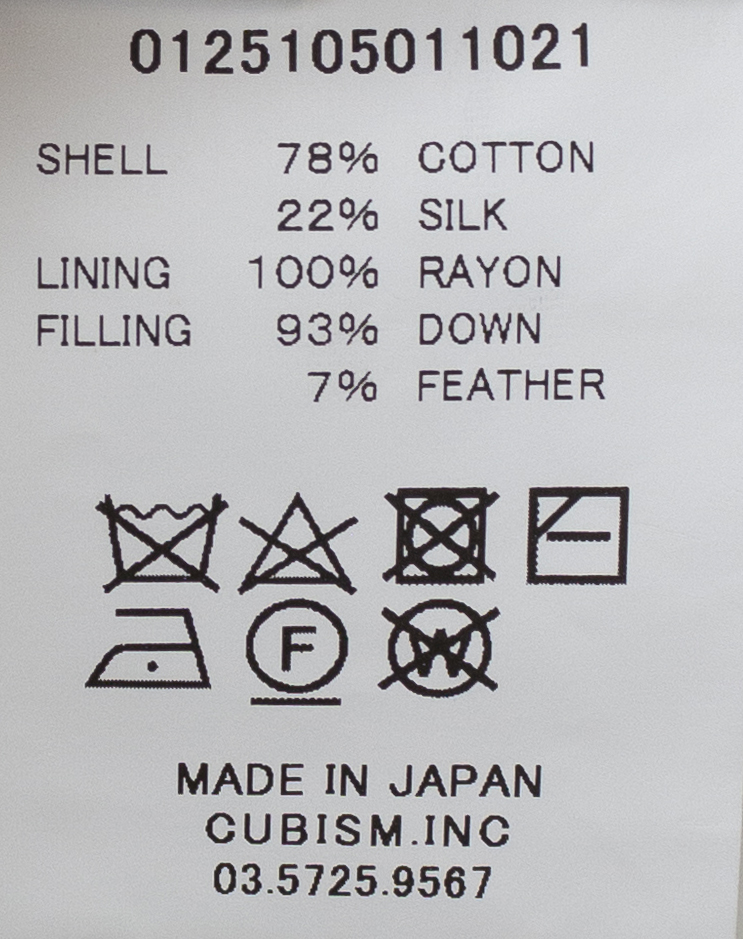 0125105011021
SHELL 78% COTTON
22% SILK
LINING 100% RAYON
FILLING 93% DOWN
7% FEATHER
F W
MADE IN JAPAN
CUBISM.INC
03.5725.9567